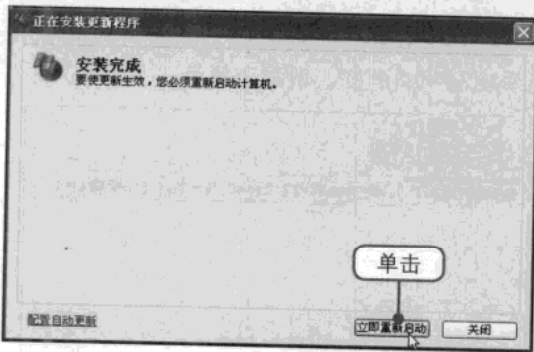 正在安装更新程序
安装完成
要使更新生效，您必须重新启动计算机。
单击
配置自动更新
立即重新启动
关闭